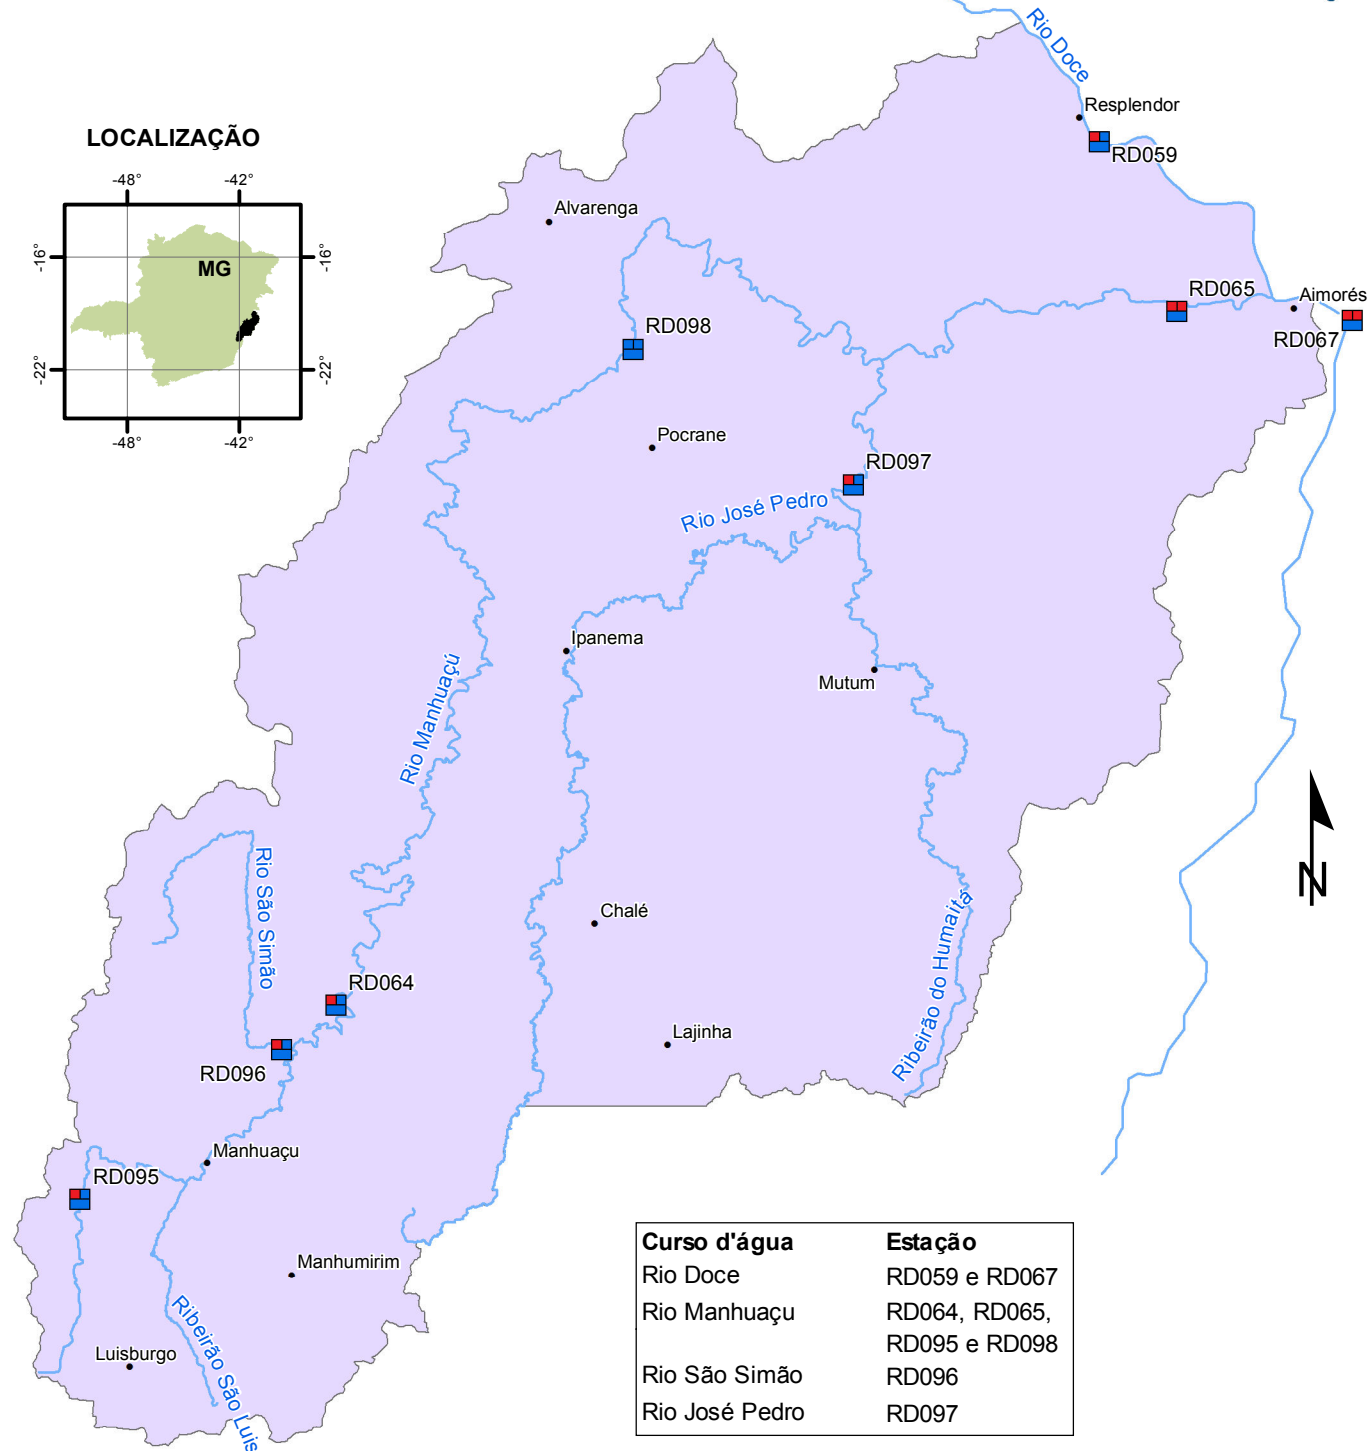 Rio Doce
Resplendor
RD059
LOCALIZAÇÃO
-48°
-42°
-16°
-16°
MG
-22°
-22°
-48°
-42°
Alvarenga
RD065
Aimorés
RD067
RD098
Pocrane
RD097
Rio José Pedro
Ipanema
Mutum
Rio Manhuaçú
Rio São Simão
Chalé
Ribeirão do Humaitá
RD064
Lajinha
RD096
N
Manhuaçu
RD095
Manhumirim
Ribeirão São Luis
Luisburgo
Curso d'água Estação
Rio Doce RD059 e RD067
Rio Manhuaçu RD064, RD065,
RD095 e RD098
Rio São Simão RD096
Rio José Pedro RD097